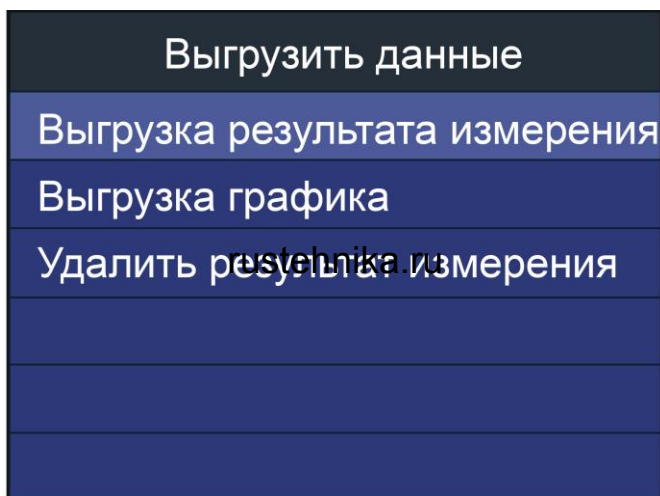 Выгрузить данные
Выгрузка результата измерения
Выгрузка графика
Удалить результат измерения
rustehnika.ru